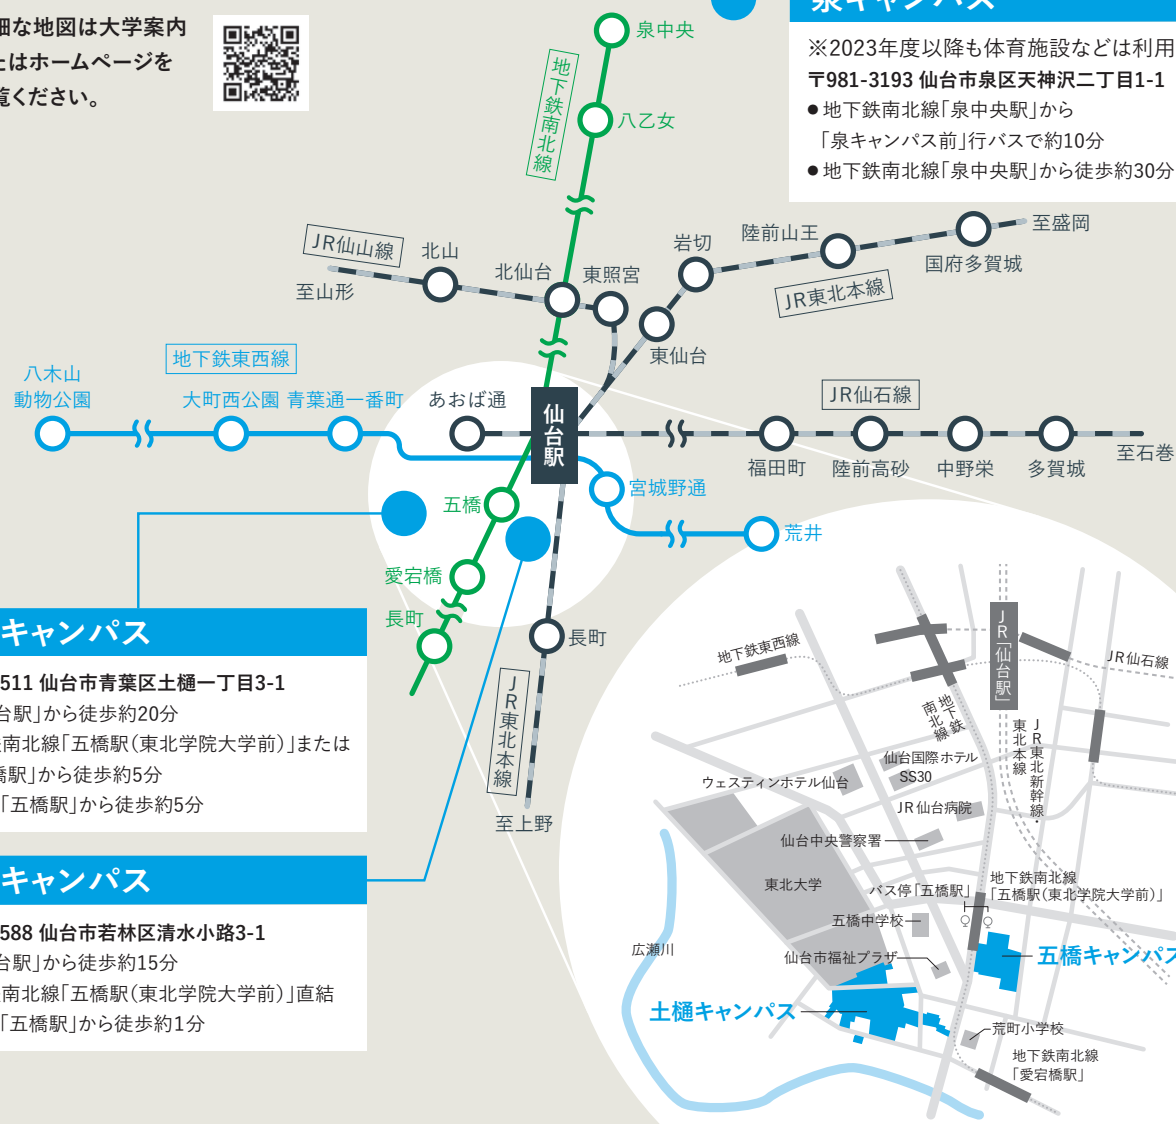 細な地図は大学案内
たはホームページを
覧ください。
泉キャンパス
※2023年度以降も体育施設などは利用
〒981-3193 仙台市泉区天神沢二丁目1-1
●地下鉄南北線「泉中央駅」から
「泉キャンパス前」行バスで約10分
●地下鉄南北線「泉中央駅」から徒歩約30分
泉中央
地下鉄南北線
八乙女
JR仙山線
北山
至山形
北仙台
東照宮
岩切
陸前山王
国府多賀城
至盛岡
JR東北本線
東仙台
地下鉄東西線
八木山
動物公園
大町西公園
青葉通一番町
あおば通
仙台駅
JR仙石線
福田町
陸前高砂
中野栄
多賀城
至石巻
宮城野通
荒井
五橋
愛宕橋
長町
長町
JR東北本線
至上野
キャンパス
511 仙台市青葉区土樋一丁目3-1
台駅」から徒歩約20分
南北線「五橋駅(東北学院大学前)」または
橋駅」から徒歩約5分
「五橋駅」から徒歩約5分
キャンパス
588 仙台市若林区清水小路3-1
台駅」から徒歩約15分
南北線「五橋駅(東北学院大学前)」直結
「五橋駅」から徒歩約1分
地下鉄東西線
JR「仙台駅」
JR仙石線
地下鉄
南北線
JR東北新幹線・
東北本線
仙台国際ホテル
SS30
ウェスティンホテル仙台
JR仙台病院
仙台中央警察署
東北大学
バス停「五橋駅」
地下鉄南北線
「五橋駅(東北学院大学前)」
五橋中学校
仙台市福祉プラザ
五橋キャンパス
広瀬川
土樋キャンパス
荒町小学校
地下鉄南北線
「愛宕橋駅」